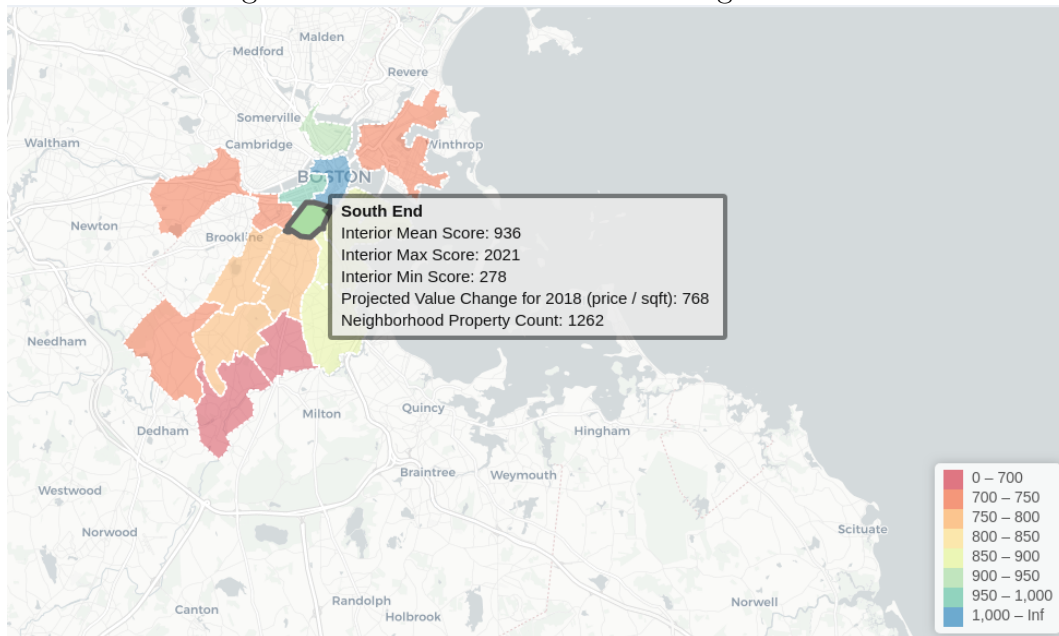 Malden
Medford
Revere
Somerville
Waltham
Cambridge
Winthrop
BOSTON
South End
Interior Mean Score: 936
Interior Max Score: 2021
Interior Min Score: 278
Projected Value Change for 2018 (price / sqft): 768
Neighborhood Property Count: 1262
Newton
Brookline
Needham
Milton
Quincy
Dedham
Hingham
Braintree
Weymouth
Westwood
Norwood
Scituate
Randolph
Norwell
Canton
Holbrook
0 – 700
700 – 750
750 – 800
800 – 850
850 – 900
900 – 950
950 – 1,000
1,000 – Inf